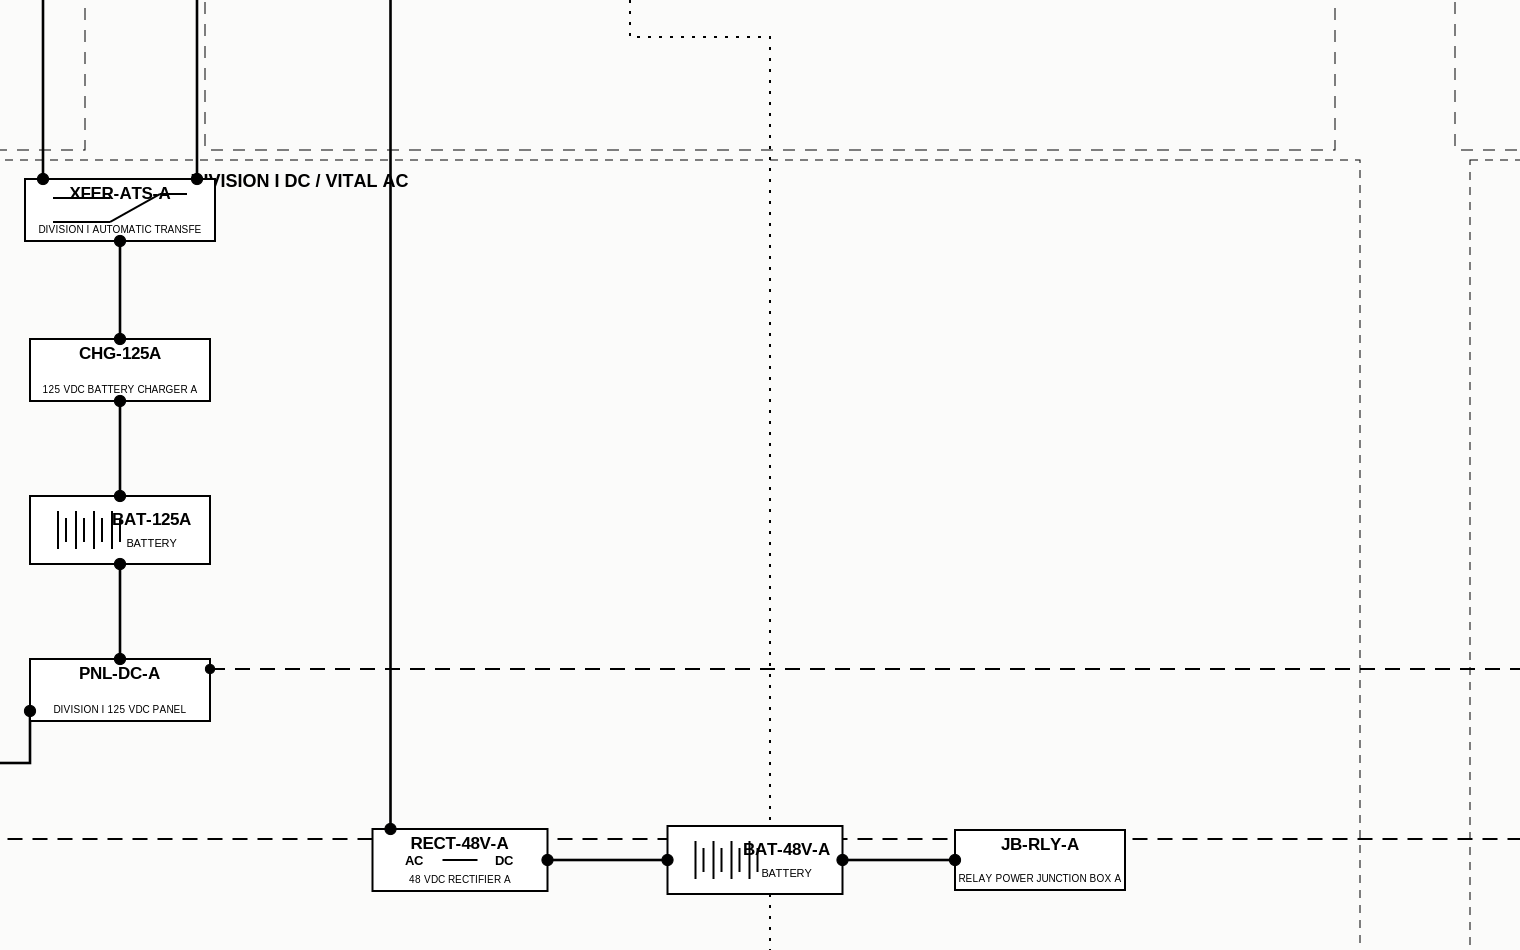 DIVISION I DC / VITAL AC
XFER-ATS-A
DIVISION I AUTOMATIC TRANSFE
CHG-125A
125 VDC BATTERY CHARGER A
BAT-125A
BATTERY
PNL-DC-A
DIVISION I 125 VDC PANEL
RECT-48V-A
AC DC
48 VDC RECTIFIER A
BAT-48V-A
BATTERY
JB-RLY-A
RELAY POWER JUNCTION BOX A